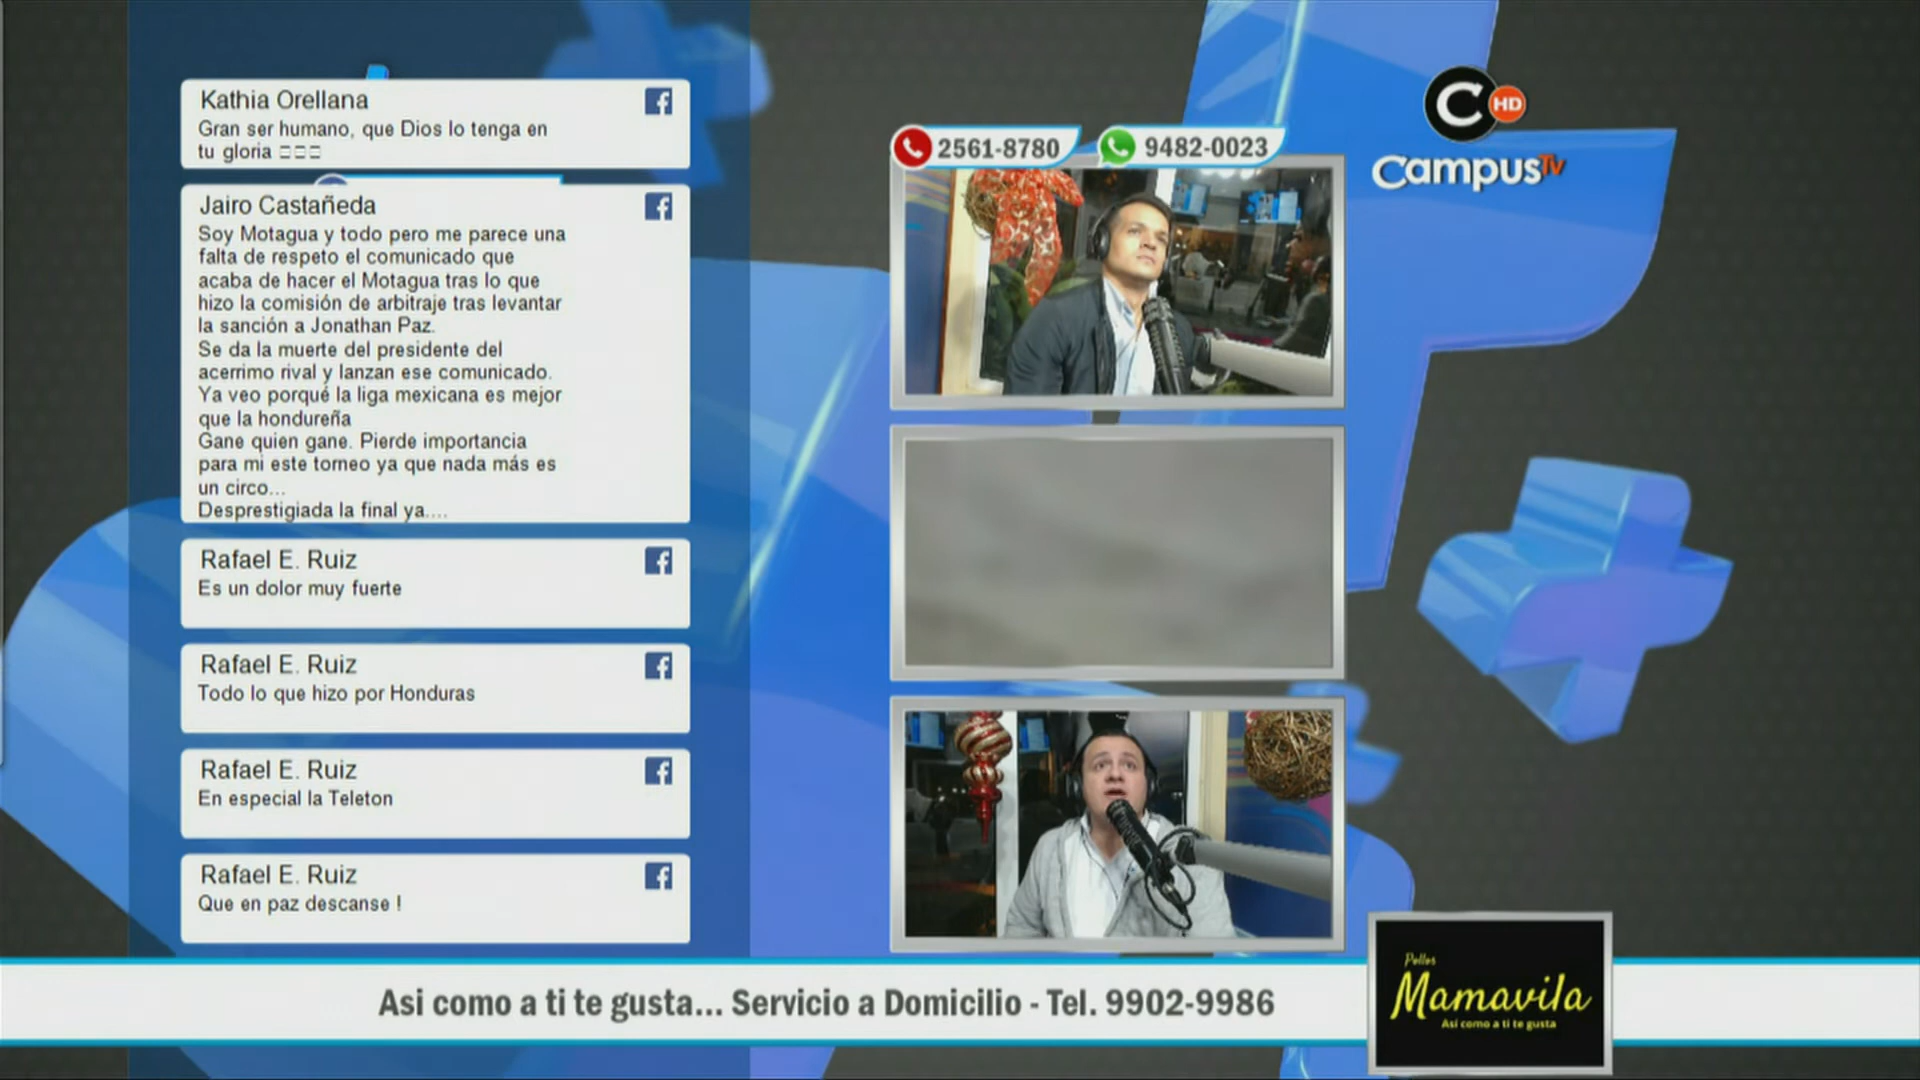 Kathia Orellana
Gran ser humano, que Dios lo tenga en
tu gloria
Jairo Castañeda
Soy Motagua y todo pero me parece una
falta de respeto el comunicado que
acaba de hacer el Motagua tras lo que
hizo la comisión de arbitraje tras levantar
la sanción a Jonathan Paz.
Se da la muerte del presidente del
acerrimo rival y lanzan ese comunicado.
Ya veo porqué la liga mexicana es mejor
que la hondureña
Gane quien gane. Pierde importancia
para mi este torneo ya que nada más es
un circo...
Desprestigiada la final ya....
Rafael E. Ruiz
Es un dolor muy fuerte
Rafael E. Ruiz
Todo lo que hizo por Honduras
Rafael E. Ruiz
En especial la Teleton
Rafael E. Ruiz
Que en paz descanse !
2561-8780
9482-0023
C HD
Campus Tv
Asi como a ti te gusta... Servicio a Domicilio - Tel. 9902-9986
Pollos
Mamavila
Así como a ti te gusta